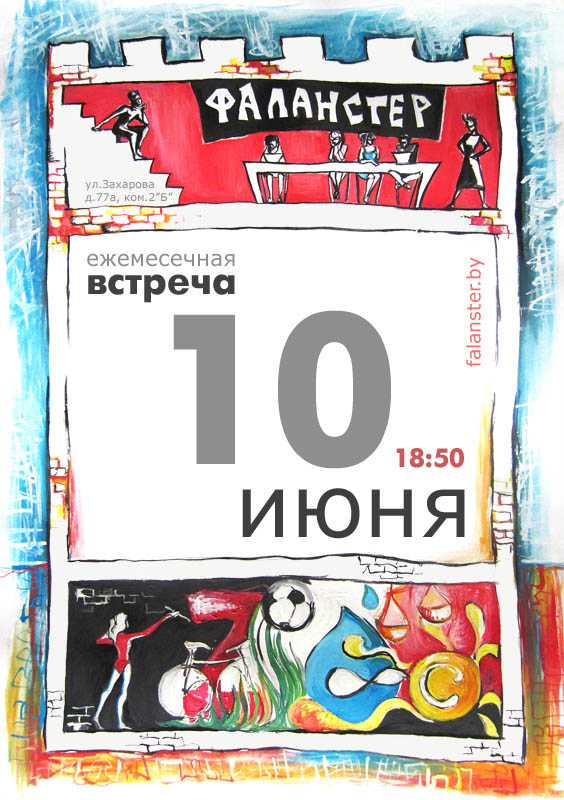 ФАЛАНСТЕР
ул.Захарова
д.77а, ком.2"Б"
ежемесечная
встреча
falanster.by
10
18:50
июня